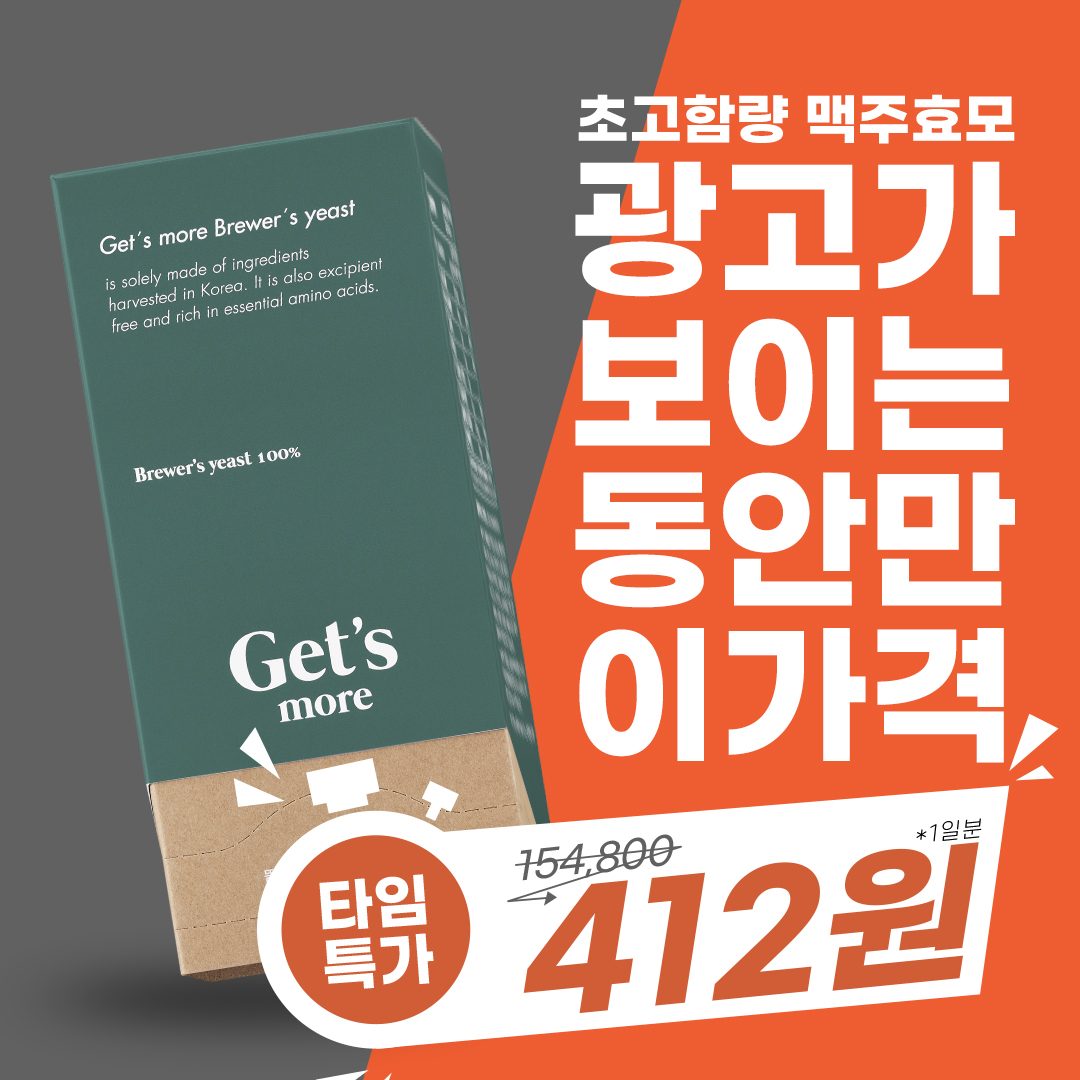 초고함량 맥주효모
광고가
보이는
동안만
이가격
Get´s more Brewer´s yeast
is solely made of ingredients
harvested in Korea. It is also excipient
free and rich in essential amino acids.
Brewer's yeast 100%
Get's
more
타임
특가
154,800
*1일분
412원